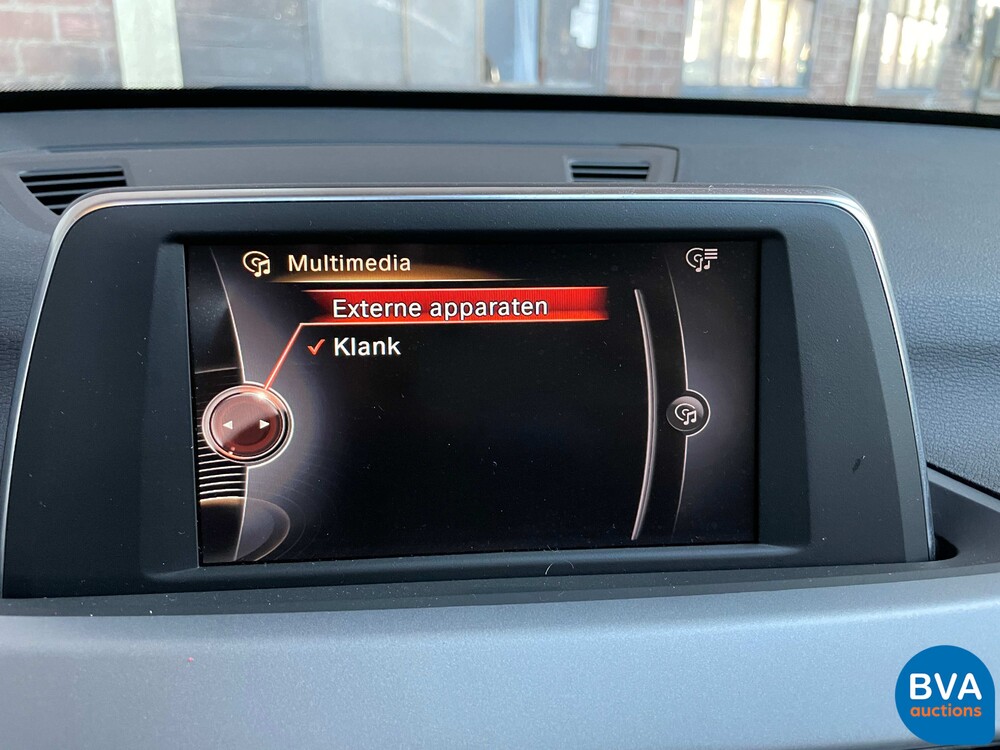 Multimedia
Externe apparaten
Klank
BVA
auctions